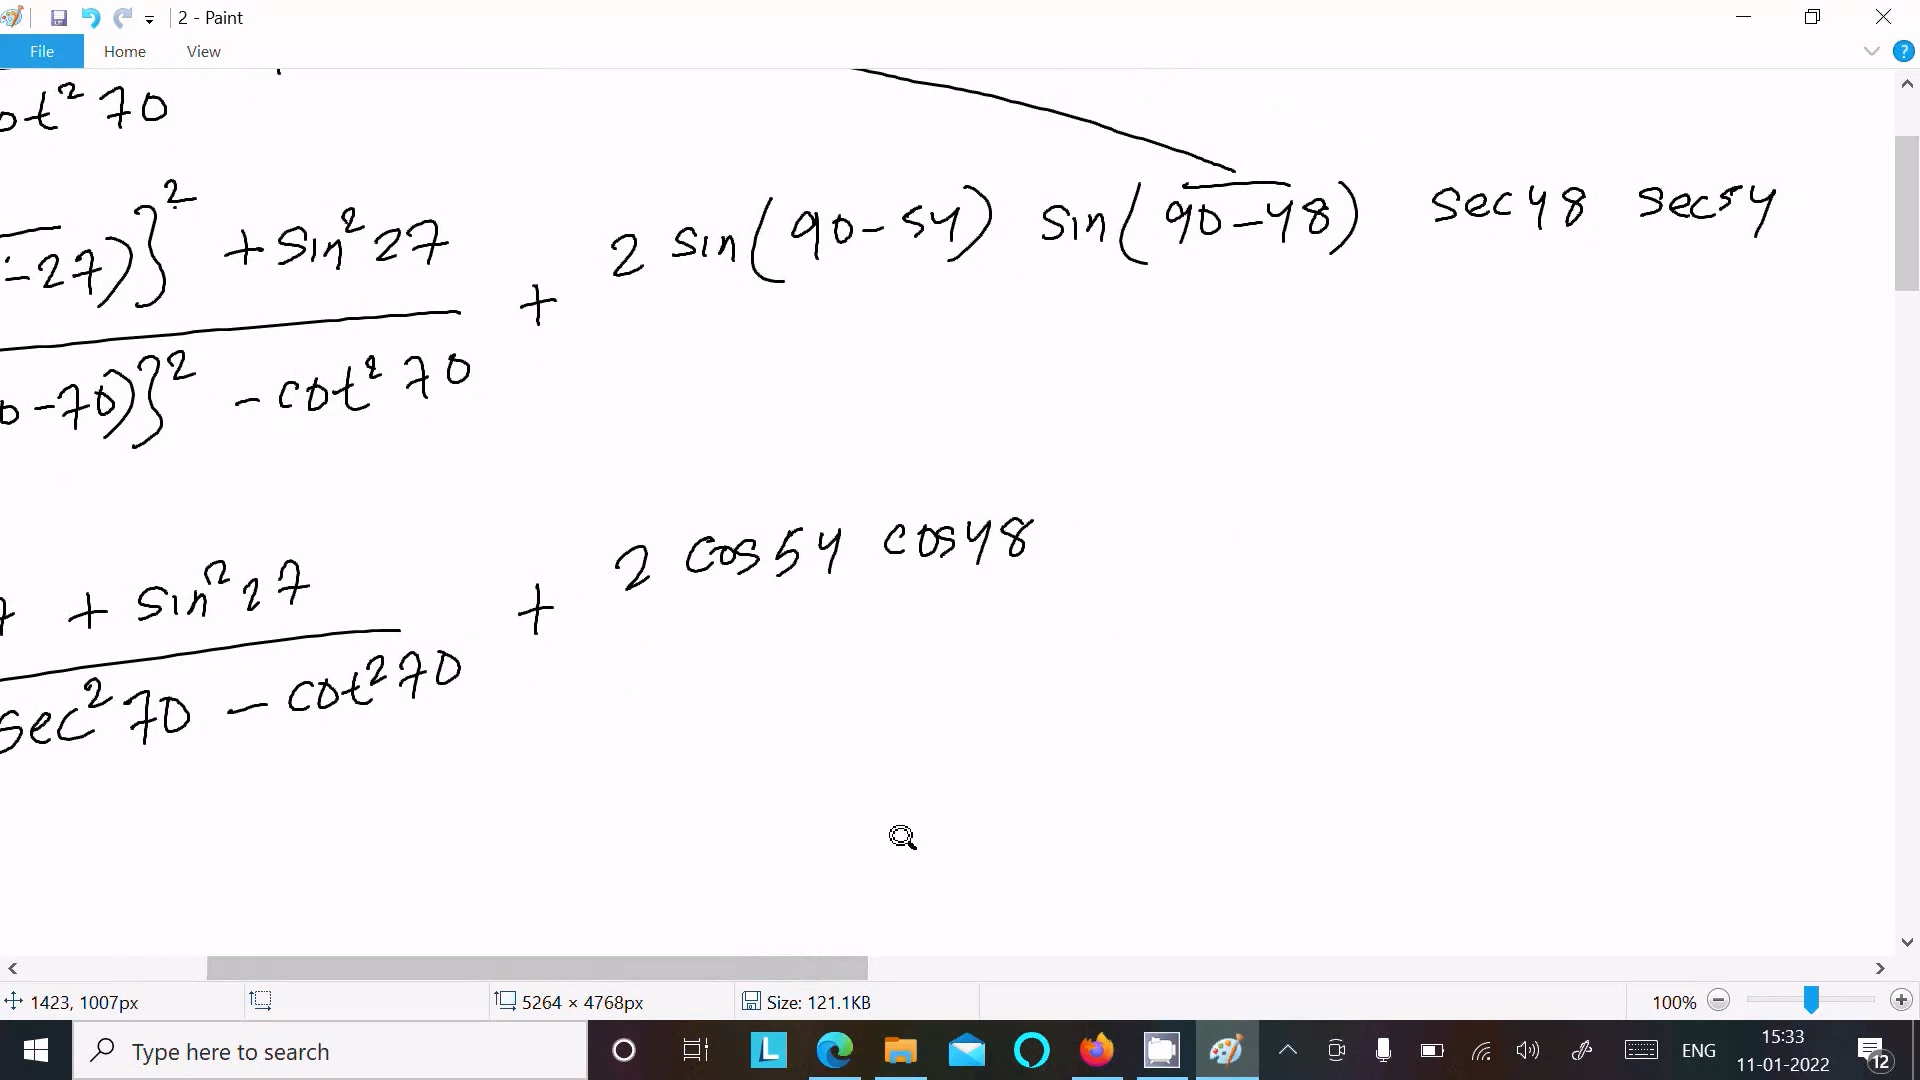 2 - Paint
File Home View
ot² 70
-27)}² + sin² 27 + 2 sin(90-54) sin(90-48) sec48 sec54
0-70)}² - cot² 70
7 + sin² 27 + 2 cos54 cos48
sec² 70 - cot² 70
1423, 1007px 5264 × 4768px Size: 121.1KB 100%
Type here to search L ENG 15:33
11-01-2022 12